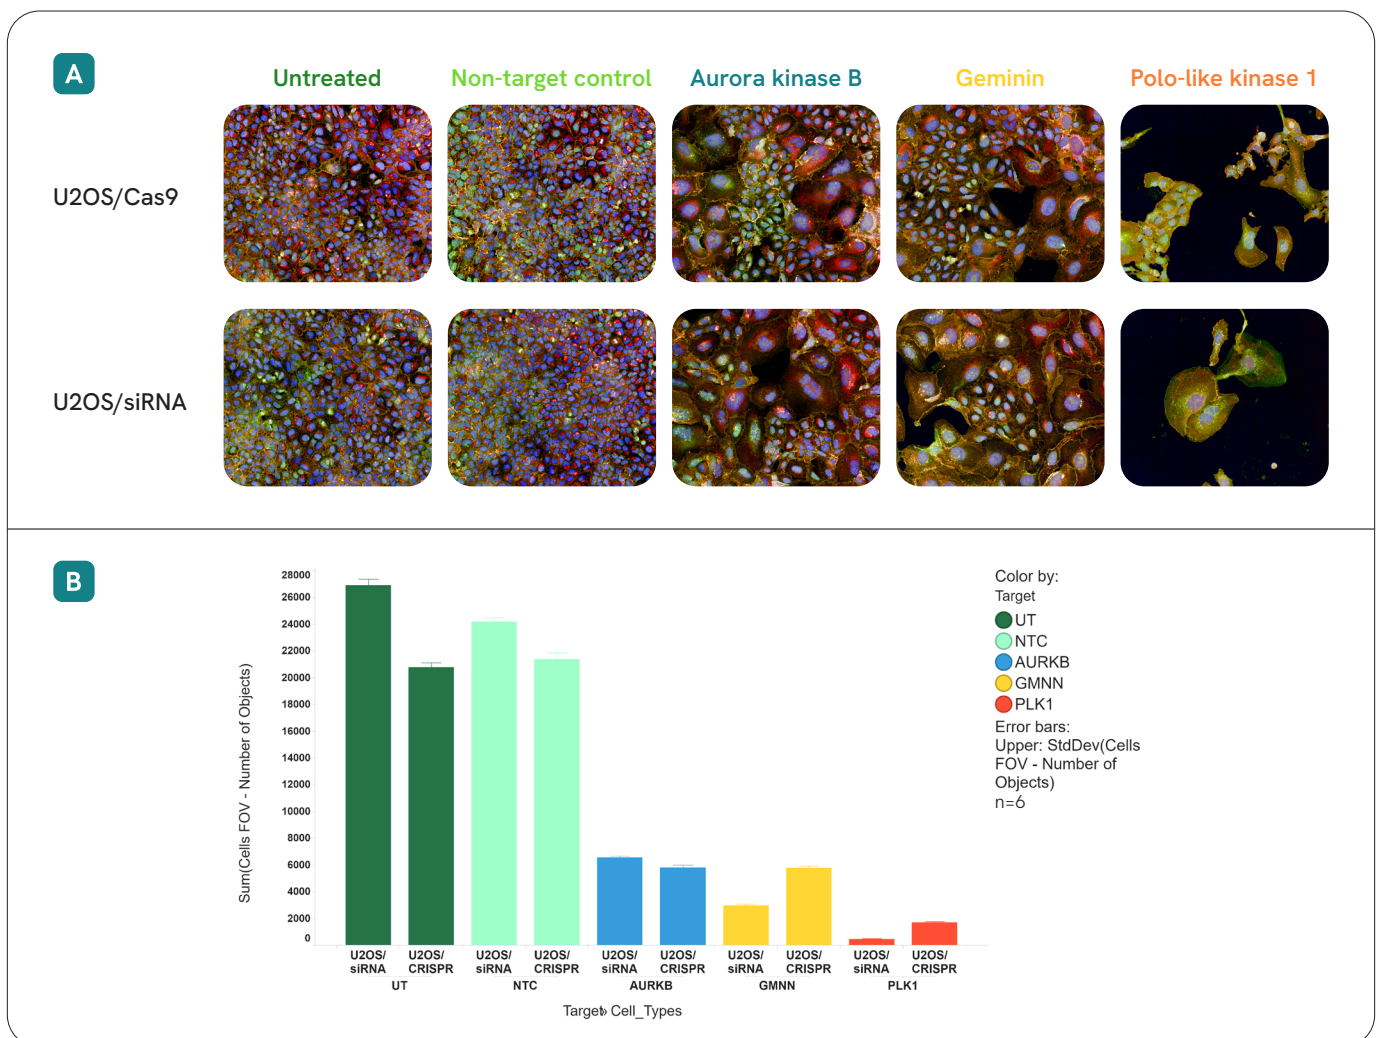 A
Untreated
Non-target control
Aurora kinase B
Geminin
Polo-like kinase 1
U2OS/Cas9
U2OS/siRNA
B
Sum(Cells FOV - Number of Objects)
28000
26000
24000
22000
20000
18000
16000
14000
12000
10000
8000
6000
4000
2000
0
U2OS/
siRNA
U2OS/
CRISPR
U2OS/
siRNA
U2OS/
CRISPR
U2OS/
siRNA
U2OS/
CRISPR
U2OS/
siRNA
U2OS/
CRISPR
U2OS/
siRNA
U2OS/
CRISPR
UT
NTC
AURKB
GMNN
PLK1
Target» Cell_Types
Color by:
Target
UT
NTC
AURKB
GMNN
PLK1
Error bars:
Upper: StdDev(Cells
FOV - Number of
Objects)
n=6